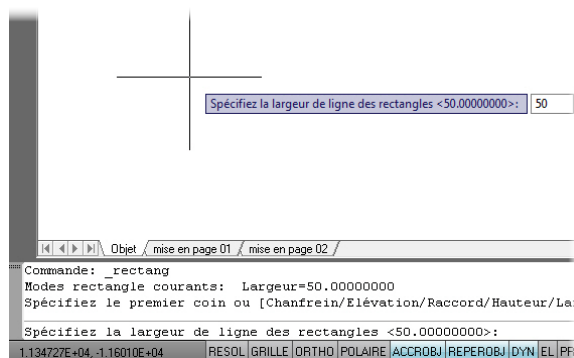 Spécifiez la largeur de ligne des rectangles <50.00000000>: 50
Objet mise en page 01 mise en page 02
Commande: _rectang
Modes rectangle courants: Largeur=50.00000000
Spécifiez le premier coin ou [Chanfrein/Elévation/Raccord/Hauteur/La
Spécifiez la largeur de ligne des rectangles <50.00000000>:
1.134727E+04, -1.16010E+04 RESOL GRILLE ORTHO POLAIRE ACCROBJ REPEROBJ DYN EL